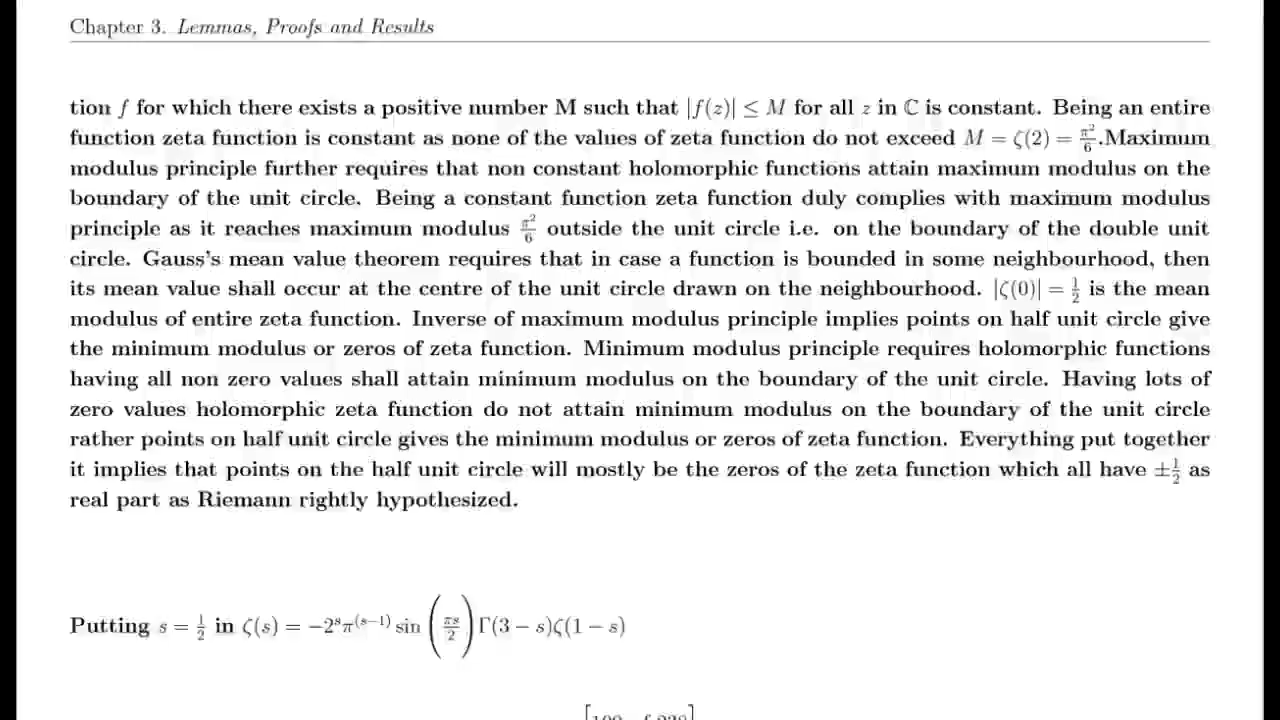 Chapter 3. Lemmas, Proofs and Results
tion f for which there exists a positive number M such that |f(z)| ≤ M for all z in ℂ is constant. Being an entire
function zeta function is constant as none of the values of zeta function do not exceed M = ζ(2) = π²/6.Maximum
modulus principle further requires that non constant holomorphic functions attain maximum modulus on the
boundary of the unit circle. Being a constant function zeta function duly complies with maximum modulus
principle as it reaches maximum modulus π²/6 outside the unit circle i.e. on the boundary of the double unit
circle. Gauss's mean value theorem requires that in case a function is bounded in some neighbourhood, then
its mean value shall occur at the centre of the unit circle drawn on the neighbourhood. |ζ(0)| = 1/2 is the mean
modulus of entire zeta function. Inverse of maximum modulus principle implies points on half unit circle give
the minimum modulus or zeros of zeta function. Minimum modulus principle requires holomorphic functions
having all non zero values shall attain minimum modulus on the boundary of the unit circle. Having lots of
zero values holomorphic zeta function do not attain minimum modulus on the boundary of the unit circle
rather points on half unit circle gives the minimum modulus or zeros of zeta function. Everything put together
it implies that points on the half unit circle will mostly be the zeros of the zeta function which all have ±1/2 as
real part as Riemann rightly hypothesized.
Putting s = 1/2 in ζ(s) = −2^s π^(s−1) sin(πs/2) Γ(3 − s)ζ(1 − s)